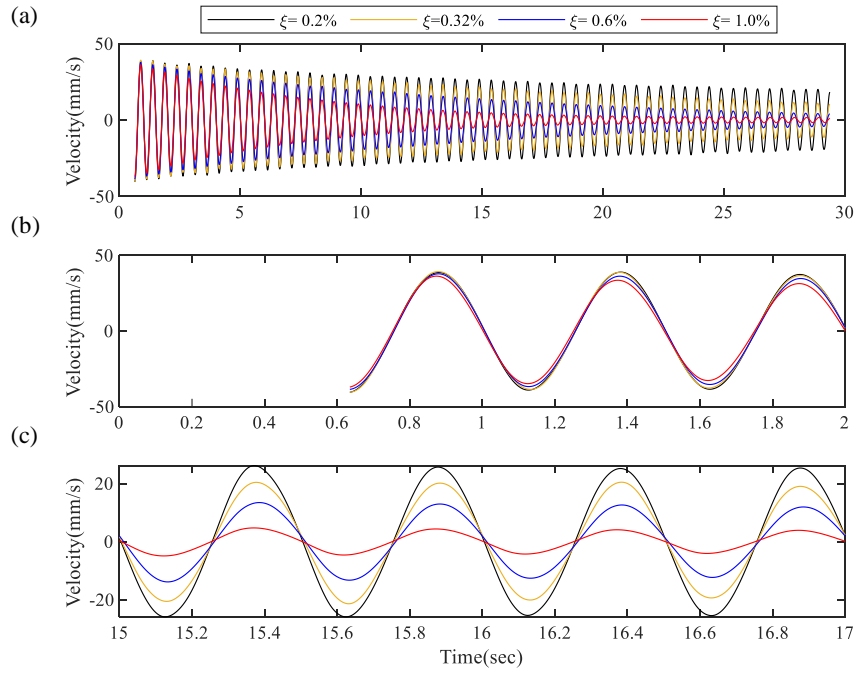 (a)
ξ= 0.2% ξ=0.32% ξ= 0.6% ξ= 1.0%
50
0
-50
Velocity(mm/s)
0 5 10 15 20 25 30
(b)
50
0
-50
Velocity(mm/s)
0 0.2 0.4 0.6 0.8 1 1.2 1.4 1.6 1.8 2
(c)
20
0
-20
Velocity(mm/s)
15 15.2 15.4 15.6 15.8 16 16.2 16.4 16.6 16.8 17
Time(sec)